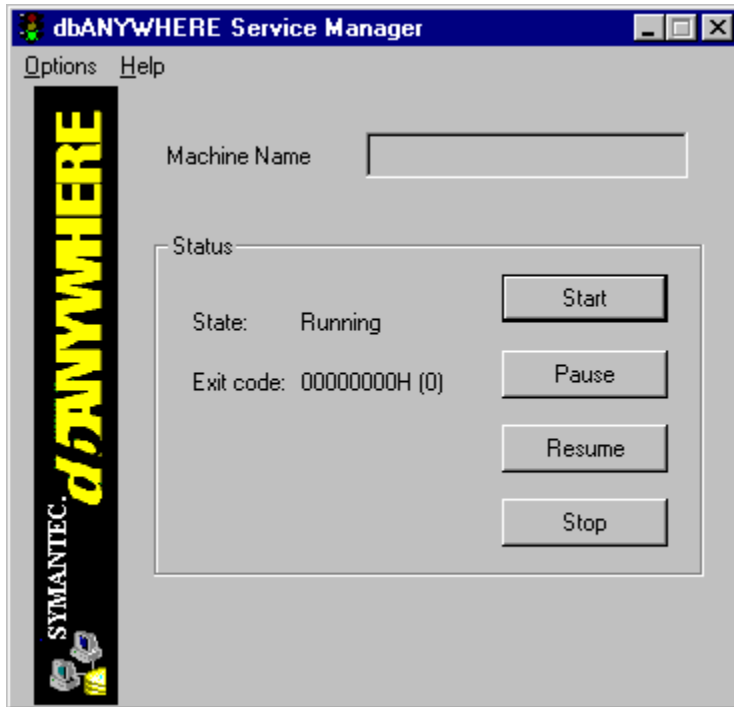 dbANYWHERE Service Manager
Options Help
SYMANTEC. dbANYWHERE
Machine Name
Status
State: Running
Exit code: 00000000H (0)
Start
Pause
Resume
Stop